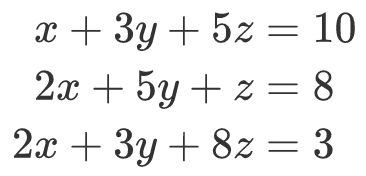 x + 3y + 5z = 10
2x + 5y + z = 8
2x + 3y + 8z = 3